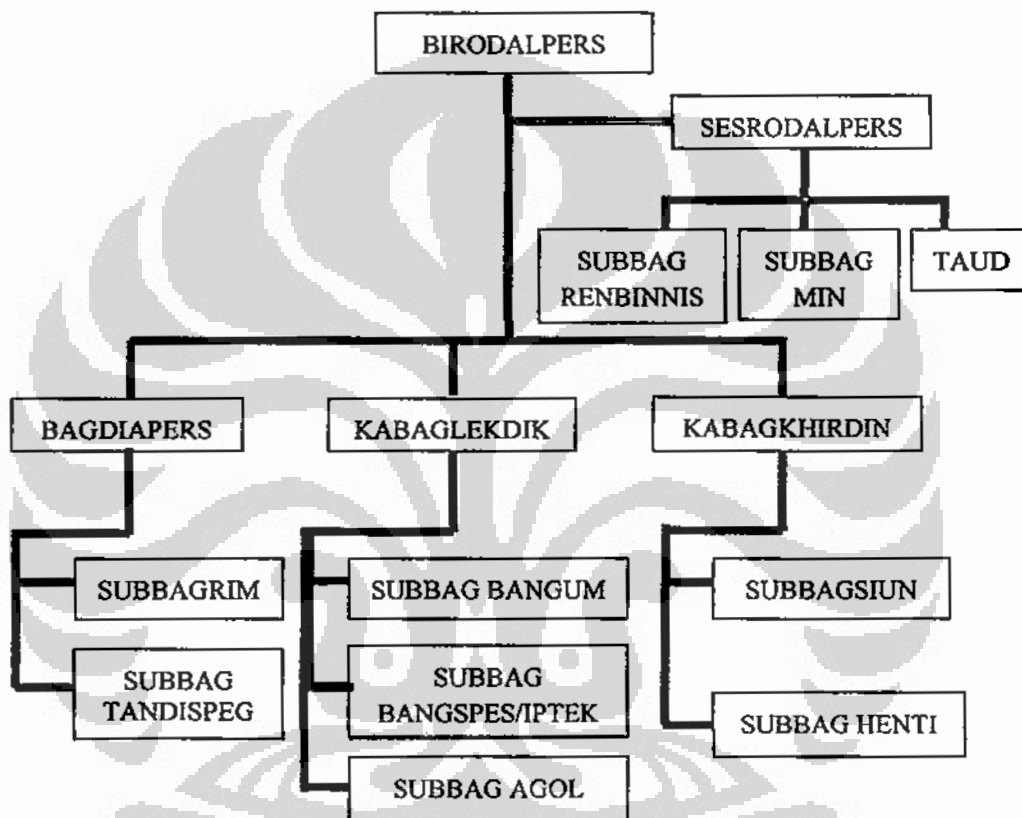 BIRODALPERS
SESRODALPERS
SUBBAG
RENBINNIS
SUBBAG
MIN
TAUD
BAGDIAPERS
KABAGLEKDIK
KABAGKHIRDIN
SUBBAGRIM
SUBBAG
TANDISPEG
SUBBAG BANGUM
SUBBAG
BANGSPES/IPTEK
SUBBAG AGOL
SUBBAGSIUN
SUBBAG HENTI